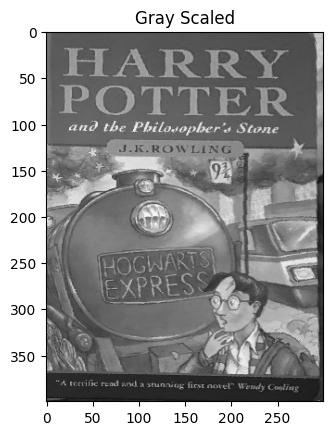 Gray Scaled
0
50
100
150
200
250
300
350
0
50
100
150
200
250
HARRY
POTTER
and the Philosopher's Stone
J.K.ROWLING
9¾
HOGWARTS
EXPRESS
"A terrific read and a stunning first novel" Wendy Cooling